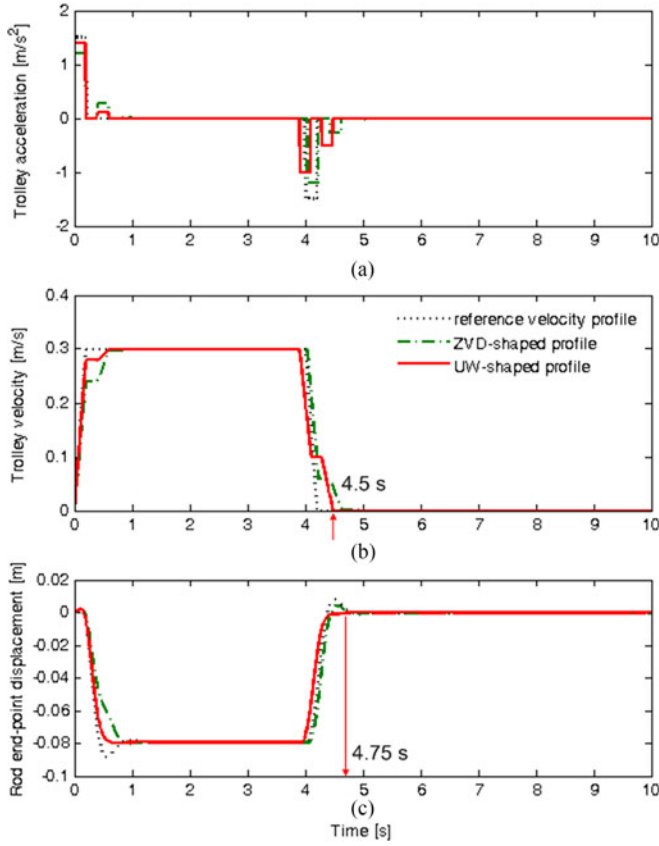 Trolley acceleration [m/s²]
2
1
0
-1
-2
0 1 2 3 4 5 6 7 8 9 10
(a)
Trolley velocity [m/s]
0.4
0.3
0.2
0.1
0
reference velocity profile
ZVD-shaped profile
UW-shaped profile
4.5 s
0 1 2 3 4 5 6 7 8 9 10
(b)
Rod end-point displacement [m]
0.02
0
-0.02
-0.04
-0.06
-0.08
-0.1
4.75 s
0 1 2 3 4 5 6 7 8 9 10
(c)
Time [s]